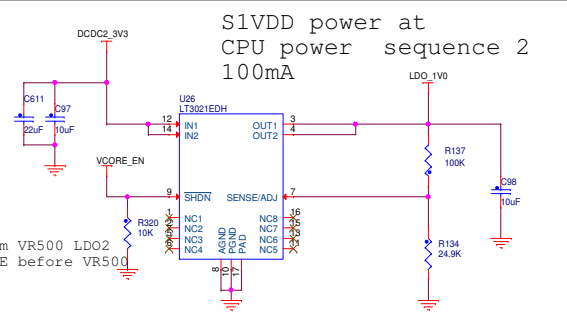 S1VDD power at
CPU power sequence 2
100mA
DCDC2_3V3
LDO_1V0
C611
22uF
C97
10uF
U26
LT3021EDH
12
IN1
14
IN2
OUT1
3
OUT2
4
R137
100K
C98
10uF
VCORE_EN
9
SHDN
SENSE/ADJ
7
R320
10K
NC1
NC2
NC3
NC4
NC8
16
NC7
NC6
NC5
AGND
PGND
PAD
8
10
17
R134
24.9K
m VR500 LDO2
E before VR500